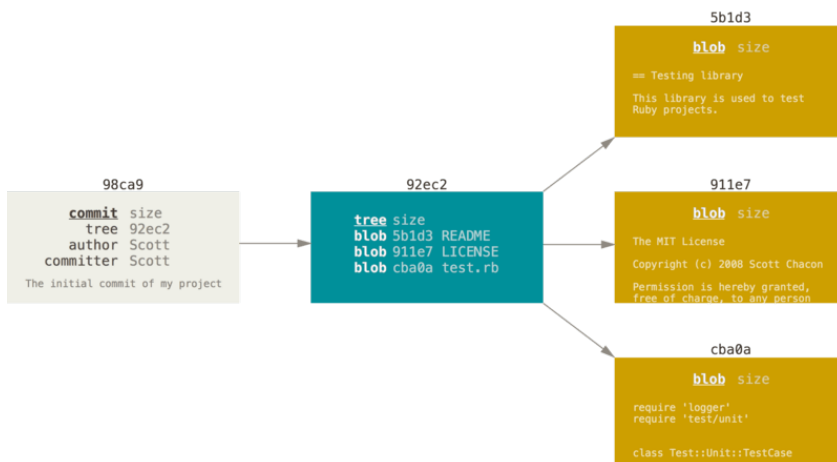 98ca9
commit size
tree 92ec2
author Scott
committer Scott
The initial commit of my project
92ec2
tree size
blob 5b1d3 README
blob 911e7 LICENSE
blob cba0a test.rb
5b1d3
blob size
== Testing library
This library is used to test
Ruby projects.
911e7
blob size
The MIT License
Copyright (c) 2008 Scott Chacon
Permission is hereby granted,
free of charge, to any person
cba0a
blob size
require 'logger'
require 'test/unit'
class Test::Unit::TestCase